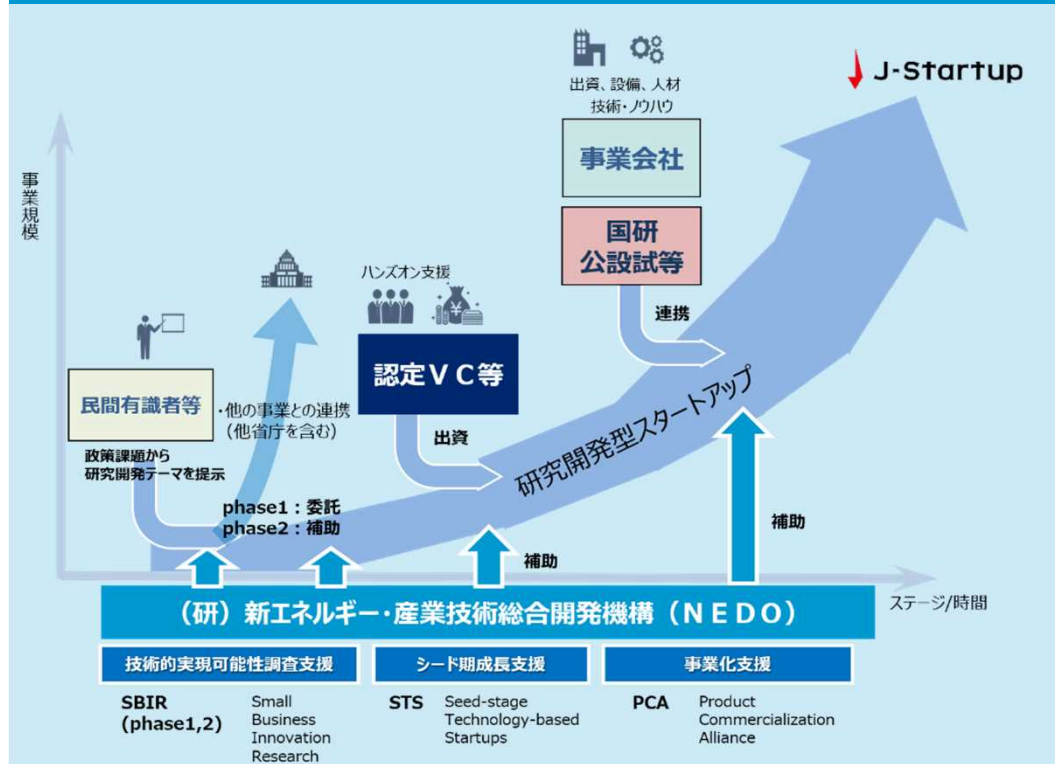 出資、設備、人材
技術・ノウハウ
J-Startup
事業会社
事業規模
国研
公設試等
ハンズオン支援
連携
認定ＶＣ等
民間有識者等
・他の事業との連携
（他省庁を含む）
出資
研究開発型スタートアップ
政策課題から
研究開発テーマを提示
phase1：委託
phase2：補助
補助
補助
ステージ/時間
（研）新エネルギー・産業技術総合開発機構（ＮＥＤＯ）
技術的実現可能性調査支援
シード期成長支援
事業化支援
SBIR
(phase1,2)
Small
Business
Innovation
Research
STS
Seed-stage
Technology-based
Startups
PCA
Product
Commercialization
Alliance